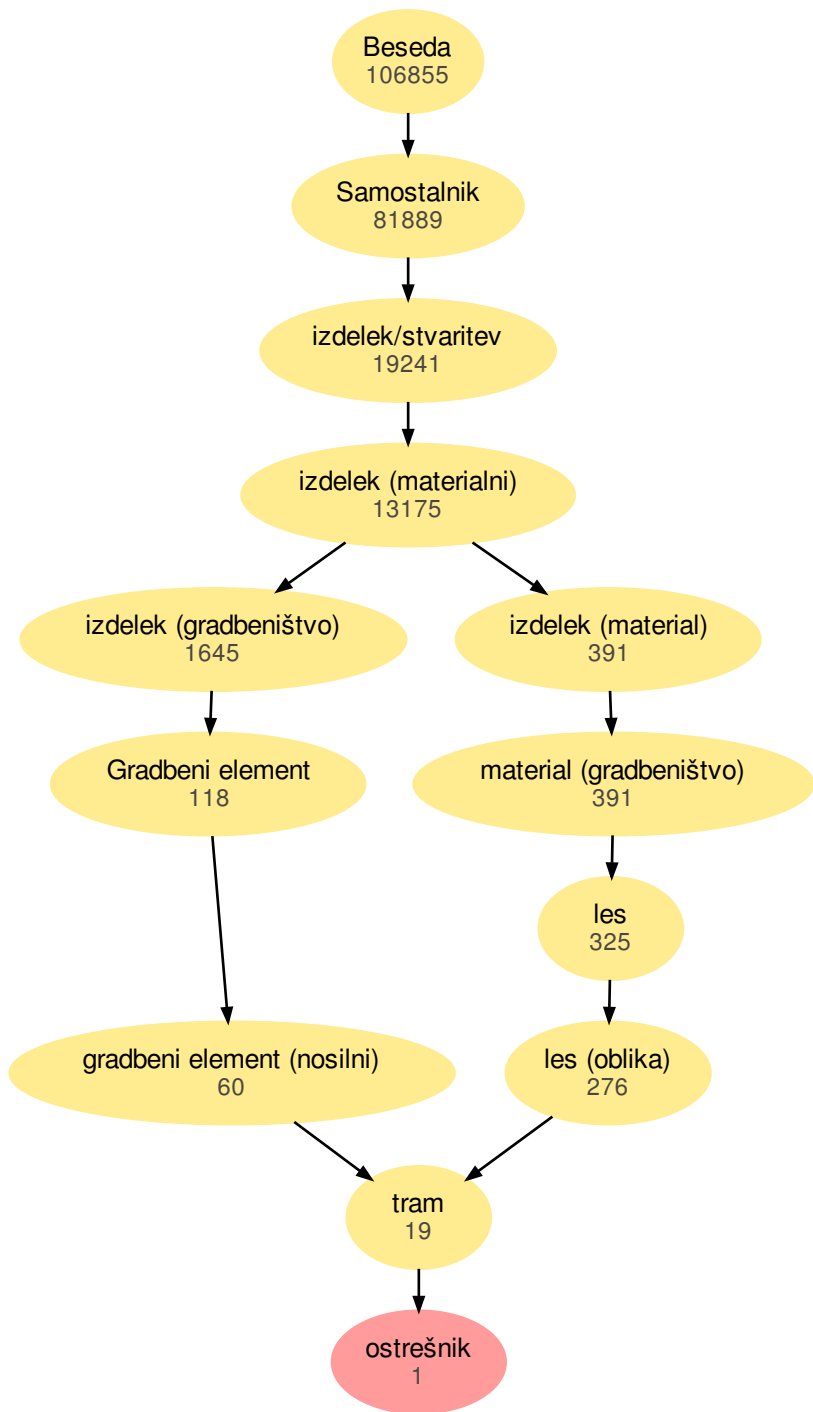 Beseda
106855
Samostalnik
81889
izdelek/stvaritev
19241
izdelek (materialni)
13175
izdelek (gradbeništvo)
1645
izdelek (material)
391
Gradbeni element
118
material (gradbeništvo)
391
les
325
gradbeni element (nosilni)
60
les (oblika)
276
tram
19
ostrešnik
1